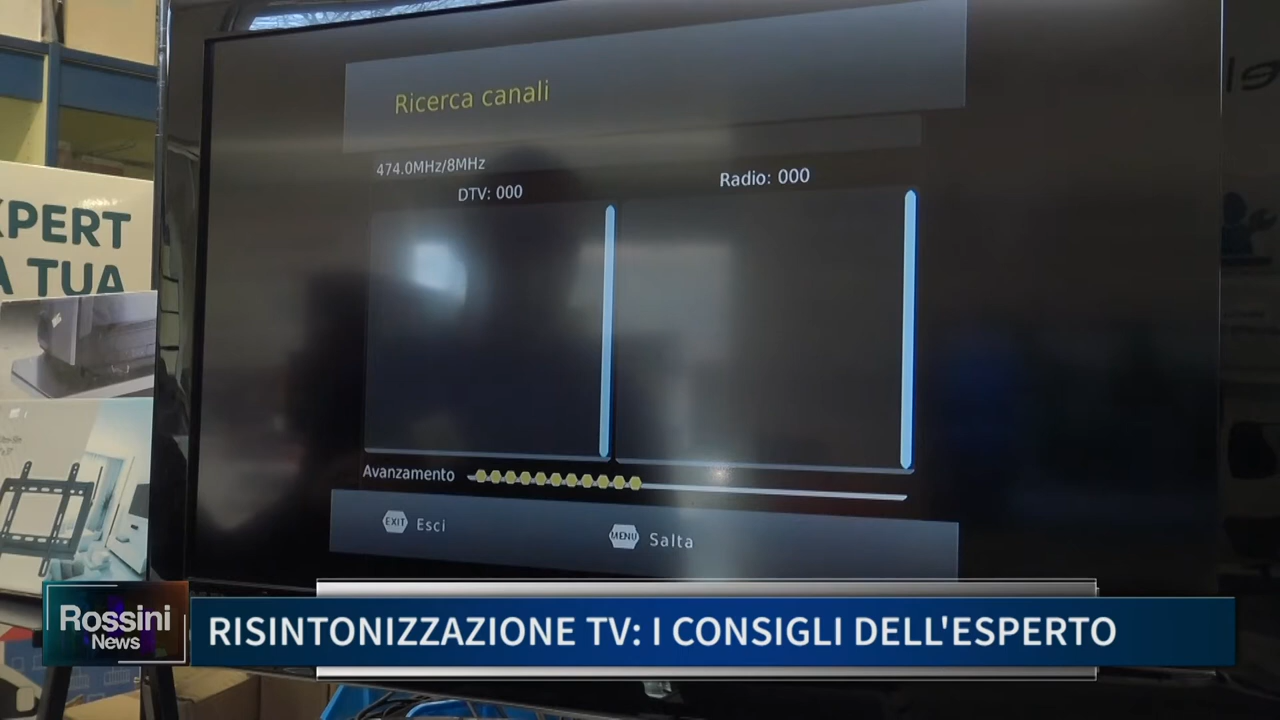 Ricerca canali
474.0MHz/8MHz
DTV: 000
Radio: 000
XPERT
A TUA
Avanzamento
EXIT Esci
MENU Salta
Rossini
News
RISINTONIZZAZIONE TV: I CONSIGLI DELL'ESPERTO